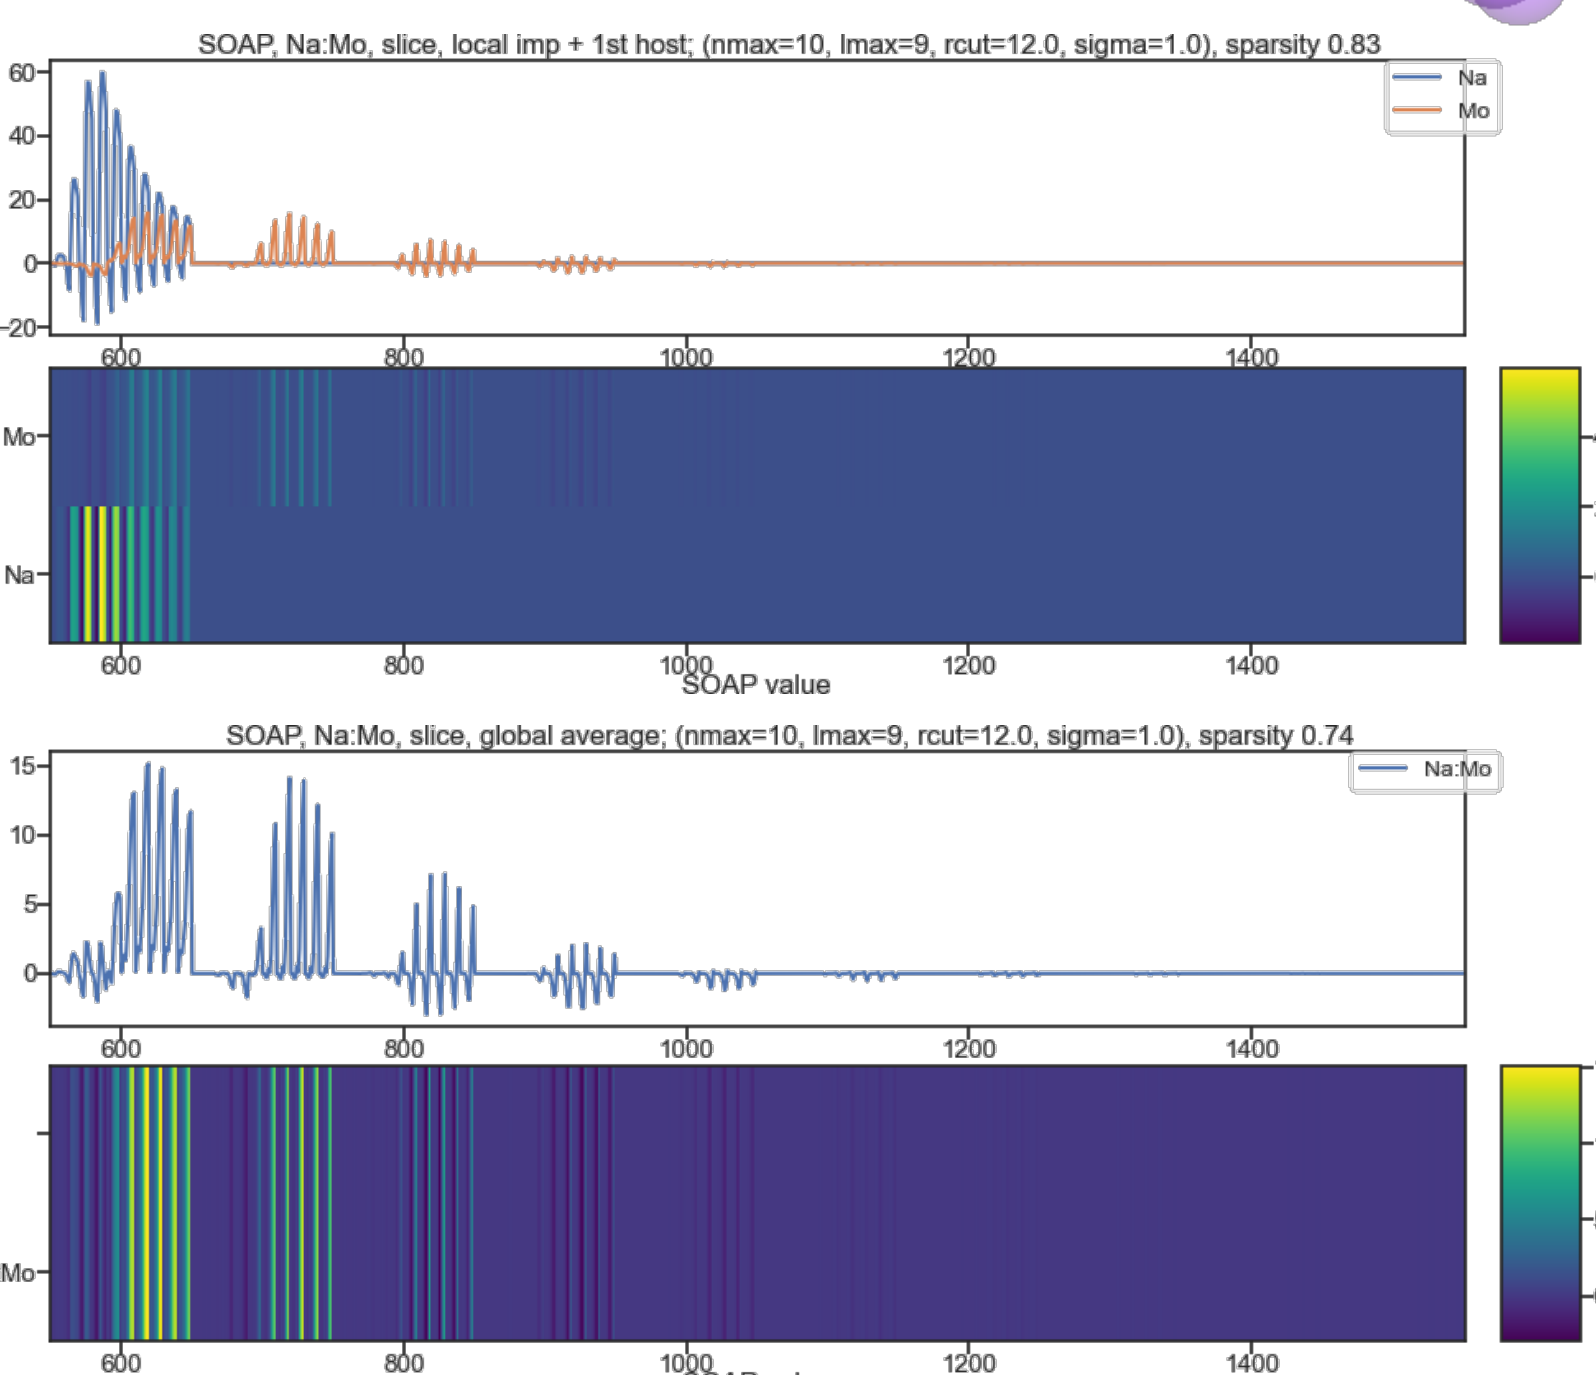 SOAP, Na:Mo, slice, local imp + 1st host; (nmax=10, lmax=9, rcut=12.0, sigma=1.0), sparsity 0.83
60
40
20
0
−20
Na
Mo
600 800 1000 1200 1400
Mo
Na
600 800 1000 1200 1400
SOAP value
SOAP, Na:Mo, slice, global average; (nmax=10, lmax=9, rcut=12.0, sigma=1.0), sparsity 0.74
15
10
5
0
Na:Mo
600 800 1000 1200 1400
Mo
600 800 1000 1200 1400